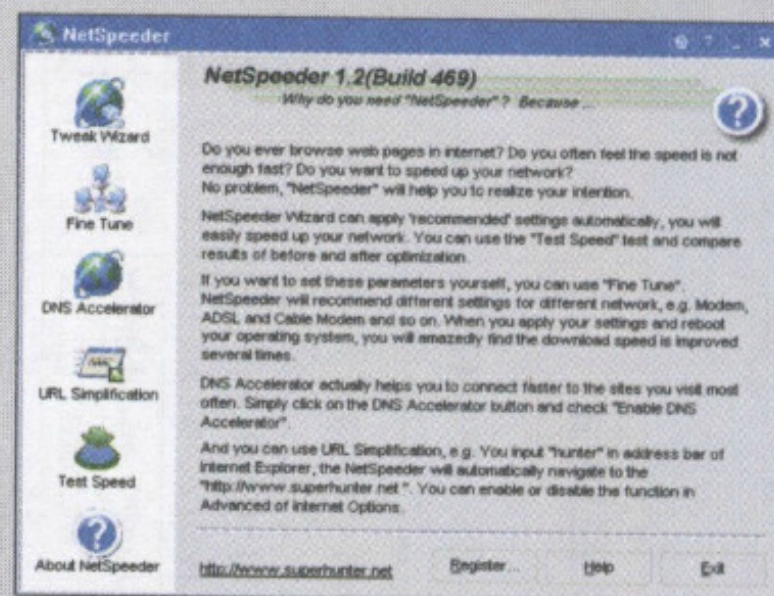 NetSpeeder
NetSpeeder 1.2(Build 469)
Why do you need "NetSpeeder" ? Because ...
Tweak Wizard
Fine Tune
DNS Accelerator
URL Simplification
Test Speed
About NetSpeeder
Do you ever browse web pages in internet? Do you often feel the speed is not
enough fast? Do you want to speed up your network?
No problem, "NetSpeeder" will help you to realize your intention.
NetSpeeder Wizard can apply 'recommended' settings automatically, you will
easily speed up your network. You can use the "Test Speed" test and compare
results of before and after optimization.
If you want to set these parameters yourself, you can use "Fine Tune".
NetSpeeder will recommend different settings for different network, e.g. Modem,
ADSL and Cable Modem and so on. When you apply your settings and reboot
your operating system, you will amazedly find the download speed is improved
several times.
DNS Accelerator actually helps you to connect faster to the sites you visit most
often. Simply click on the DNS Accelerator button and check "Enable DNS
Accelerator".
And you can use URL Simplification, e.g. You input "hunter" in address bar of
Internet Explorer, the NetSpeeder will automatically navigate to the
"http://www.superhunter.net ". You can enable or disable the function in
Advanced of Internet Options.
http://www.superhunter.net
Register...
Help
Exit